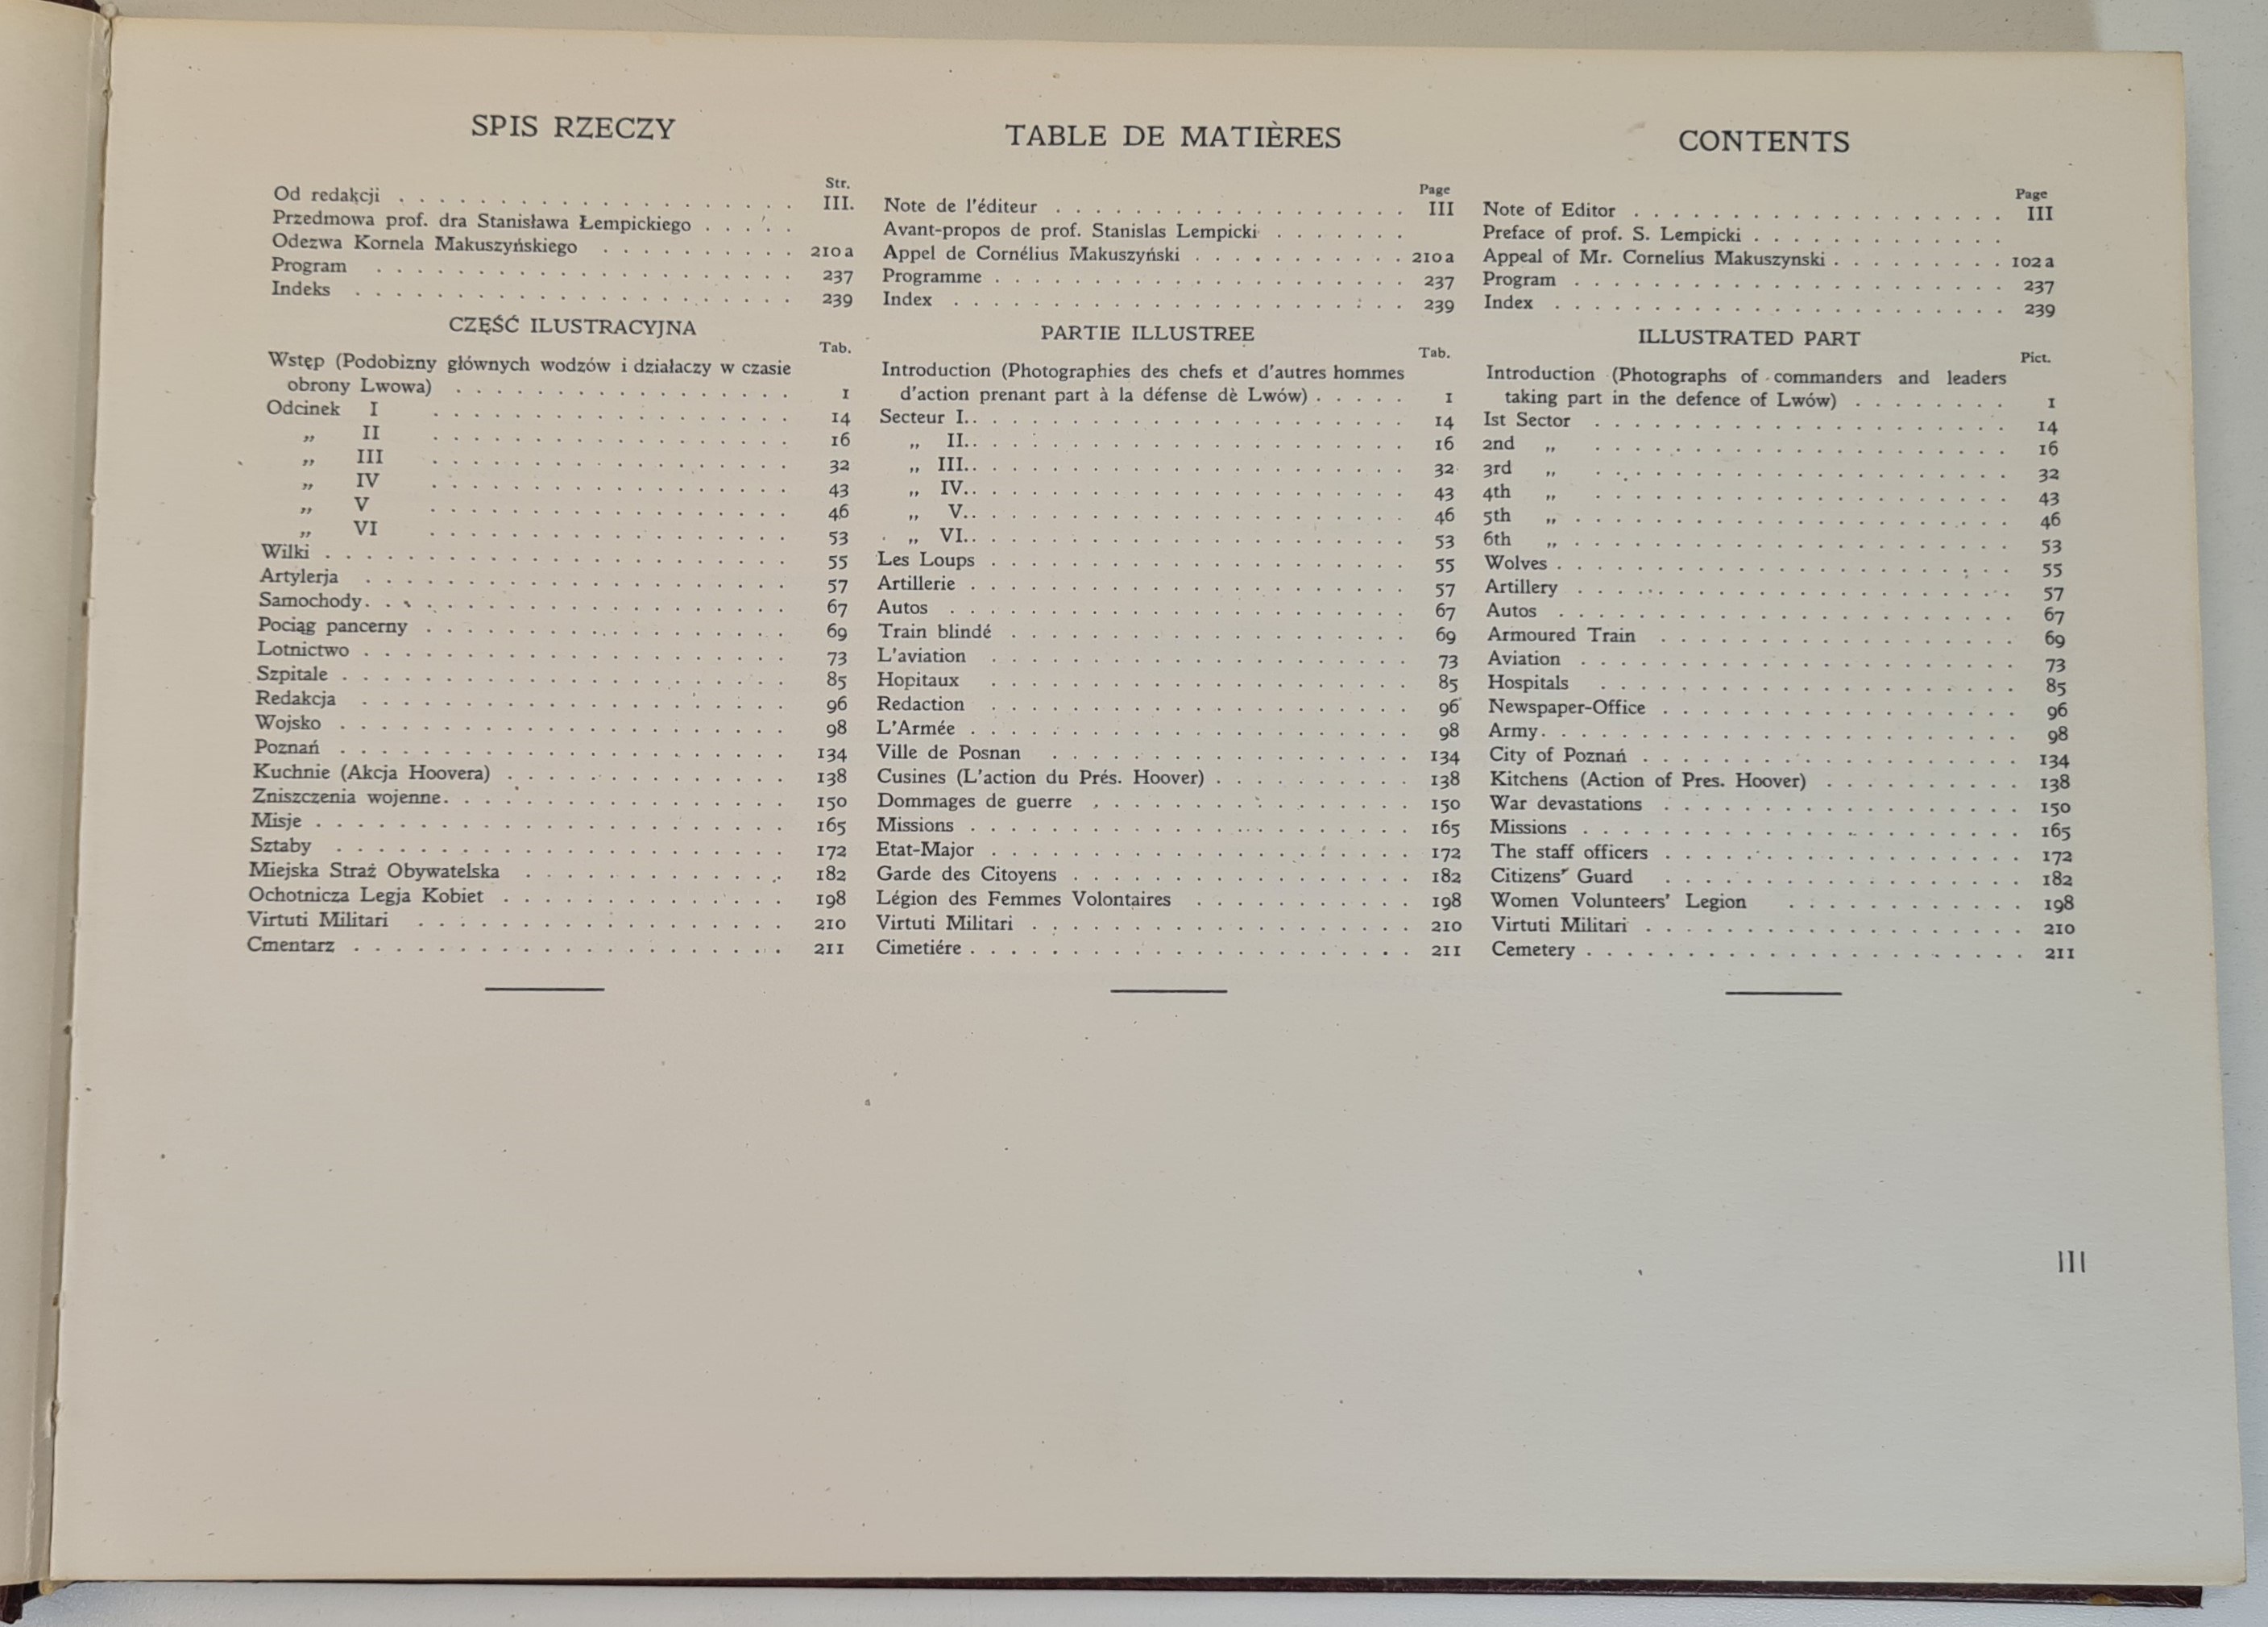 SPIS RZECZY
Str.
Od redakcji . . . . . . . . . . . . . . . . . . . . III.
Przedmowa prof. dra Stanisława Łempickiego . . . . .
Odezwa Kornela Makuszyńskiego . . . . . . . . . . 210 a
Program . . . . . . . . . . . . . . . . . . . . . 237
Indeks . . . . . . . . . . . . . . . . . . . . . . 239
CZĘŚĆ ILUSTRACYJNA
Tab.
Wstęp (Podobizny głównych wodzów i działaczy w czasie
obrony Lwowa) . . . . . . . . . . . . . . . . . 1
Odcinek I . . . . . . . . . . . . . . . . . . 14
„ II . . . . . . . . . . . . . . . . . . 16
„ III . . . . . . . . . . . . . . . . . . 32
„ IV . . . . . . . . . . . . . . . . . . 43
„ V . . . . . . . . . . . . . . . . . . 46
„ VI . . . . . . . . . . . . . . . . . . 53
Wilki . . . . . . . . . . . . . . . . . . . . . . . 55
Artylerja . . . . . . . . . . . . . . . . . . . . . 57
Samochody . . . . . . . . . . . . . . . . . . . . . 67
Pociąg pancerny . . . . . . . . . . . . . . . . . . 69
Lotnictwo . . . . . . . . . . . . . . . . . . . . . 73
Szpitale . . . . . . . . . . . . . . . . . . . . . . 85
Redakcja . . . . . . . . . . . . . . . . . . . . . 96
Wojsko . . . . . . . . . . . . . . . . . . . . . . 98
Poznań . . . . . . . . . . . . . . . . . . . . . . 134
Kuchnie (Akcja Hoovera) . . . . . . . . . . . . . . 138
Zniszczenia wojenne . . . . . . . . . . . . . . . . . 150
Misje . . . . . . . . . . . . . . . . . . . . . . . 165
Sztaby . . . . . . . . . . . . . . . . . . . . . . 172
Miejska Straż Obywatelska . . . . . . . . . . . . . 182
Ochotnicza Legja Kobiet . . . . . . . . . . . . . . 198
Virtuti Militari . . . . . . . . . . . . . . . . . . 210
Cmentarz . . . . . . . . . . . . . . . . . . . . . 211
TABLE DE MATIÈRES
Page
Note de l'éditeur . . . . . . . . . . . . . . . . . . III
Avant-propos de prof. Stanislas Lempicki . . . . . . .
Appel de Cornélius Makuszyński . . . . . . . . . . . 210 a
Programme . . . . . . . . . . . . . . . . . . . . . 237
Index . . . . . . . . . . . . . . . . . . . . . . . 239
PARTIE ILLUSTREE
Tab.
Introduction (Photographies des chefs et d'autres hommes
d'action prenant part à la défense dè Lwów) . . . . . 1
Secteur I. . . . . . . . . . . . . . . . . . . . . . . 14
„ II. . . . . . . . . . . . . . . . . . . . . . . 16
„ III. . . . . . . . . . . . . . . . . . . . . . . 32
„ IV. . . . . . . . . . . . . . . . . . . . . . . 43
„ V. . . . . . . . . . . . . . . . . . . . . . . 46
„ VI. . . . . . . . . . . . . . . . . . . . . . . 53
Les Loups . . . . . . . . . . . . . . . . . . . . . 55
Artillerie . . . . . . . . . . . . . . . . . . . . . . 57
Autos . . . . . . . . . . . . . . . . . . . . . . . 67
Train blindé . . . . . . . . . . . . . . . . . . . . 69
L'aviation . . . . . . . . . . . . . . . . . . . . . 73
Hopitaux . . . . . . . . . . . . . . . . . . . . . 85
Redaction . . . . . . . . . . . . . . . . . . . . . 96
L'Armée . . . . . . . . . . . . . . . . . . . . . . 98
Ville de Posnan . . . . . . . . . . . . . . . . . . 134
Cusines (L'action du Prés. Hoover) . . . . . . . . . . 138
Dommages de guerre . . . . . . . . . . . . . . . . 150
Missions . . . . . . . . . . . . . . . . . . . . . . 165
Etat-Major . . . . . . . . . . . . . . . . . . . . . 172
Garde des Citoyens . . . . . . . . . . . . . . . . . 182
Légion des Femmes Volontaires . . . . . . . . . . . 198
Virtuti Militari . . . . . . . . . . . . . . . . . . . 210
Cimetiére . . . . . . . . . . . . . . . . . . . . . . 211
CONTENTS
Page
Note of Editor . . . . . . . . . . . . . . . . . . . III
Preface of prof. S. Lempicki . . . . . . . . . . . . .
Appeal of Mr. Cornelius Makuszynski . . . . . . . . . 102 a
Program . . . . . . . . . . . . . . . . . . . . . . 237
Index . . . . . . . . . . . . . . . . . . . . . . . 239
ILLUSTRATED PART
Pict.
Introduction (Photographs of commanders and leaders
taking part in the defence of Lwów) . . . . . . . . 1
Ist Sector . . . . . . . . . . . . . . . . . . . . . 14
2nd „ . . . . . . . . . . . . . . . . . . . . . 16
3rd „ . . . . . . . . . . . . . . . . . . . . . 32
4th „ . . . . . . . . . . . . . . . . . . . . . 43
5th „ . . . . . . . . . . . . . . . . . . . . . . 46
6th „ . . . . . . . . . . . . . . . . . . . . . . 53
Wolves . . . . . . . . . . . . . . . . . . . . . . . 55
Artillery . . . . . . . . . . . . . . . . . . . . . . 57
Autos . . . . . . . . . . . . . . . . . . . . . . . 67
Armoured Train . . . . . . . . . . . . . . . . . . 69
Aviation . . . . . . . . . . . . . . . . . . . . . . 73
Hospitals . . . . . . . . . . . . . . . . . . . . . 85
Newspaper-Office . . . . . . . . . . . . . . . . . . 96
Army . . . . . . . . . . . . . . . . . . . . . . . . 98
City of Poznań . . . . . . . . . . . . . . . . . . . 134
Kitchens (Action of Pres. Hoover) . . . . . . . . . . 138
War devastations . . . . . . . . . . . . . . . . . . 150
Missions . . . . . . . . . . . . . . . . . . . . . . 165
The staff officers . . . . . . . . . . . . . . . . . . 172
Citizens' Guard . . . . . . . . . . . . . . . . . . 182
Women Volunteers' Legion . . . . . . . . . . . . 198
Virtuti Militari . . . . . . . . . . . . . . . . . . . 210
Cemetery . . . . . . . . . . . . . . . . . . . . . . 211
III